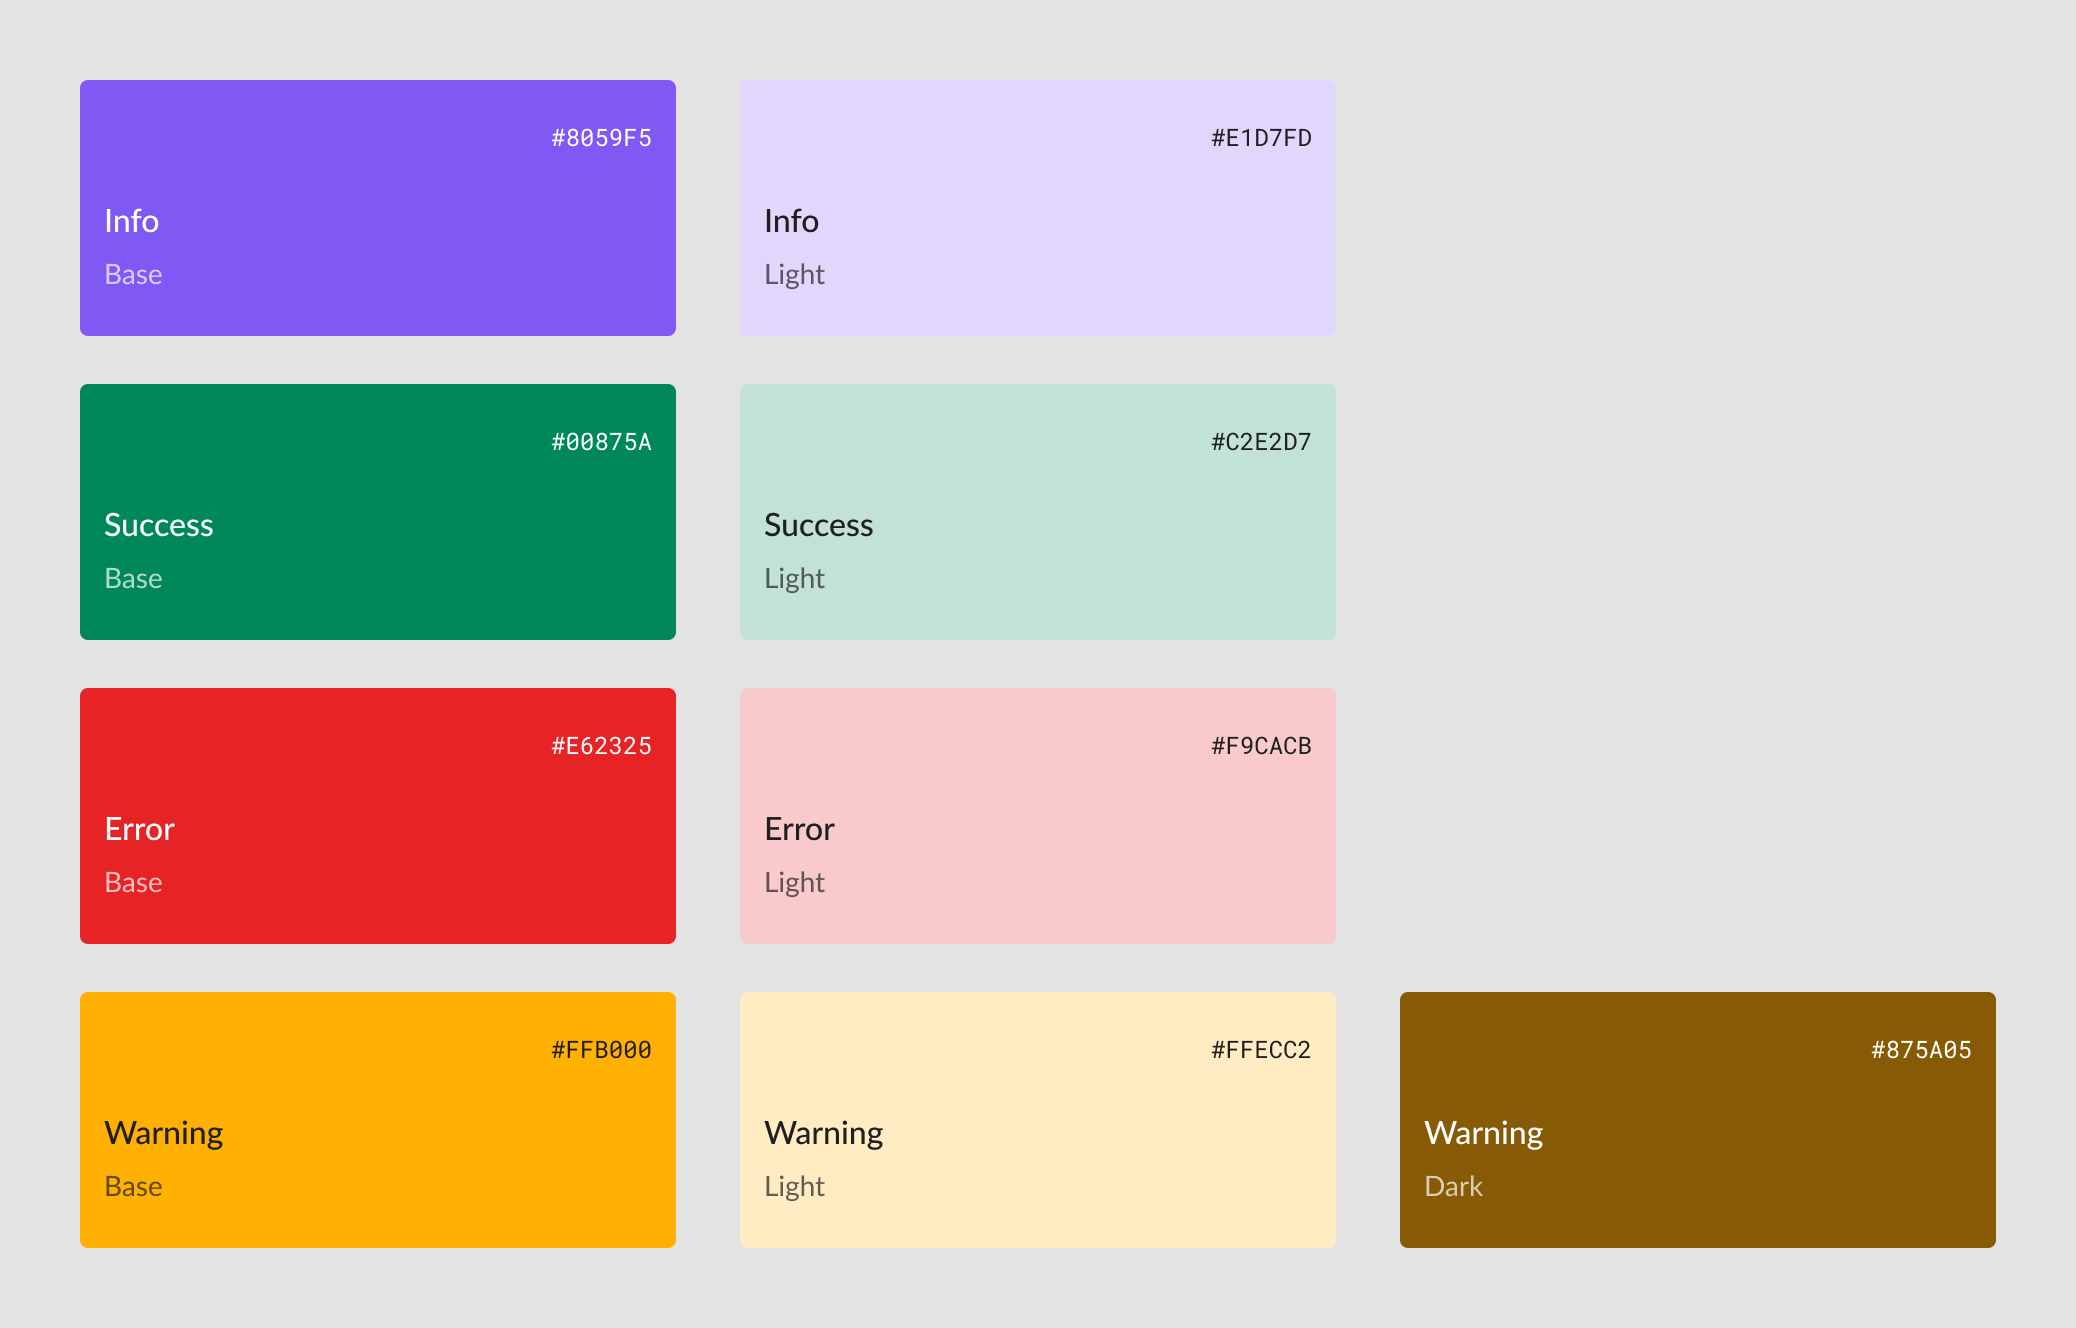 #8059F5
Info
Base
#E1D7FD
Info
Light
#00875A
Success
Base
#C2E2D7
Success
Light
#E62325
Error
Base
#F9CACB
Error
Light
#FFB000
Warning
Base
#FFECC2
Warning
Light
#875A05
Warning
Dark